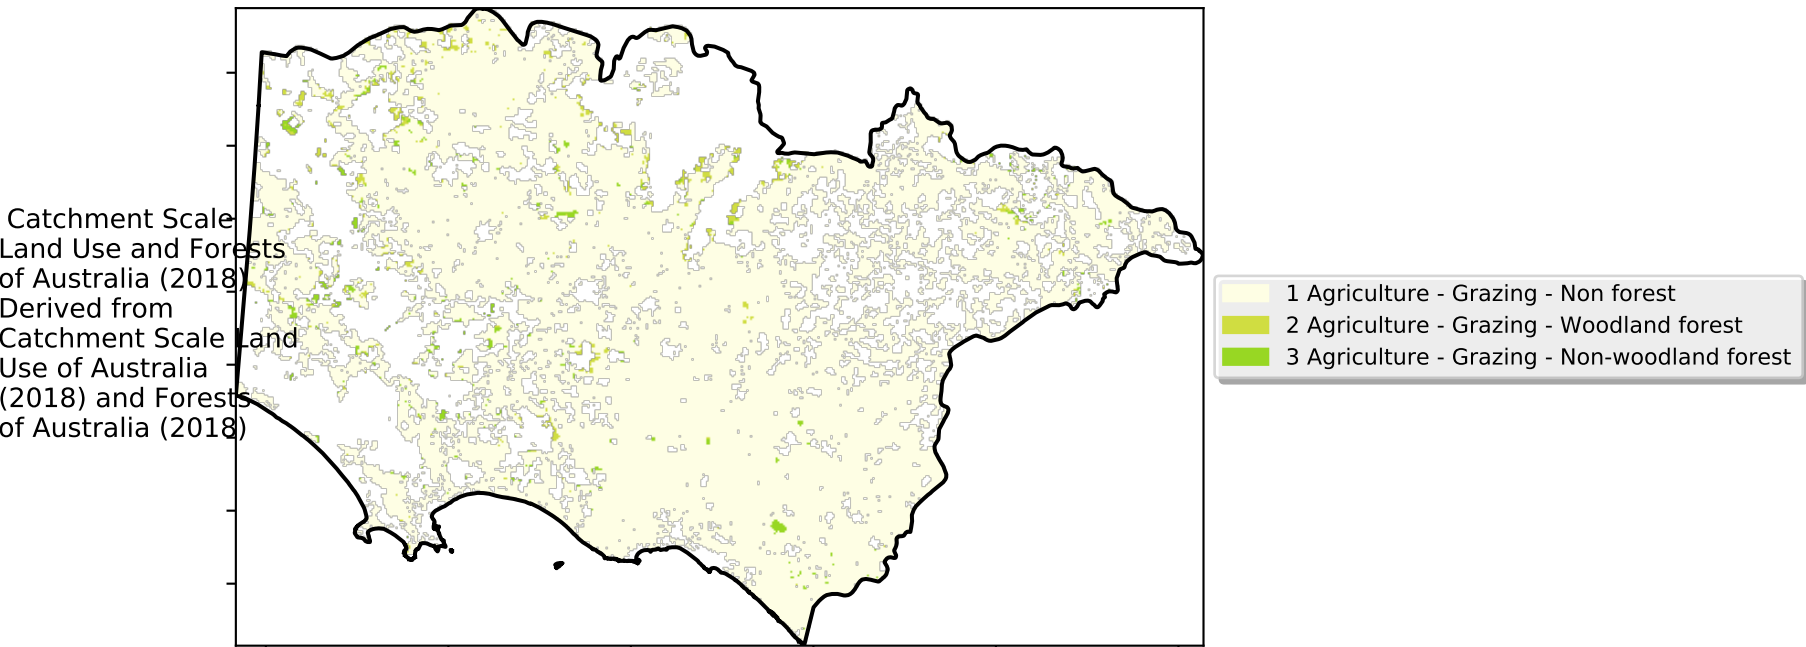 Catchment Scale
Land Use and Forests
of Australia (2018)
Derived from
Catchment Scale Land
Use of Australia
(2018) and Forests
of Australia (2018)
1 Agriculture - Grazing - Non forest
2 Agriculture - Grazing - Woodland forest
3 Agriculture - Grazing - Non-woodland forest